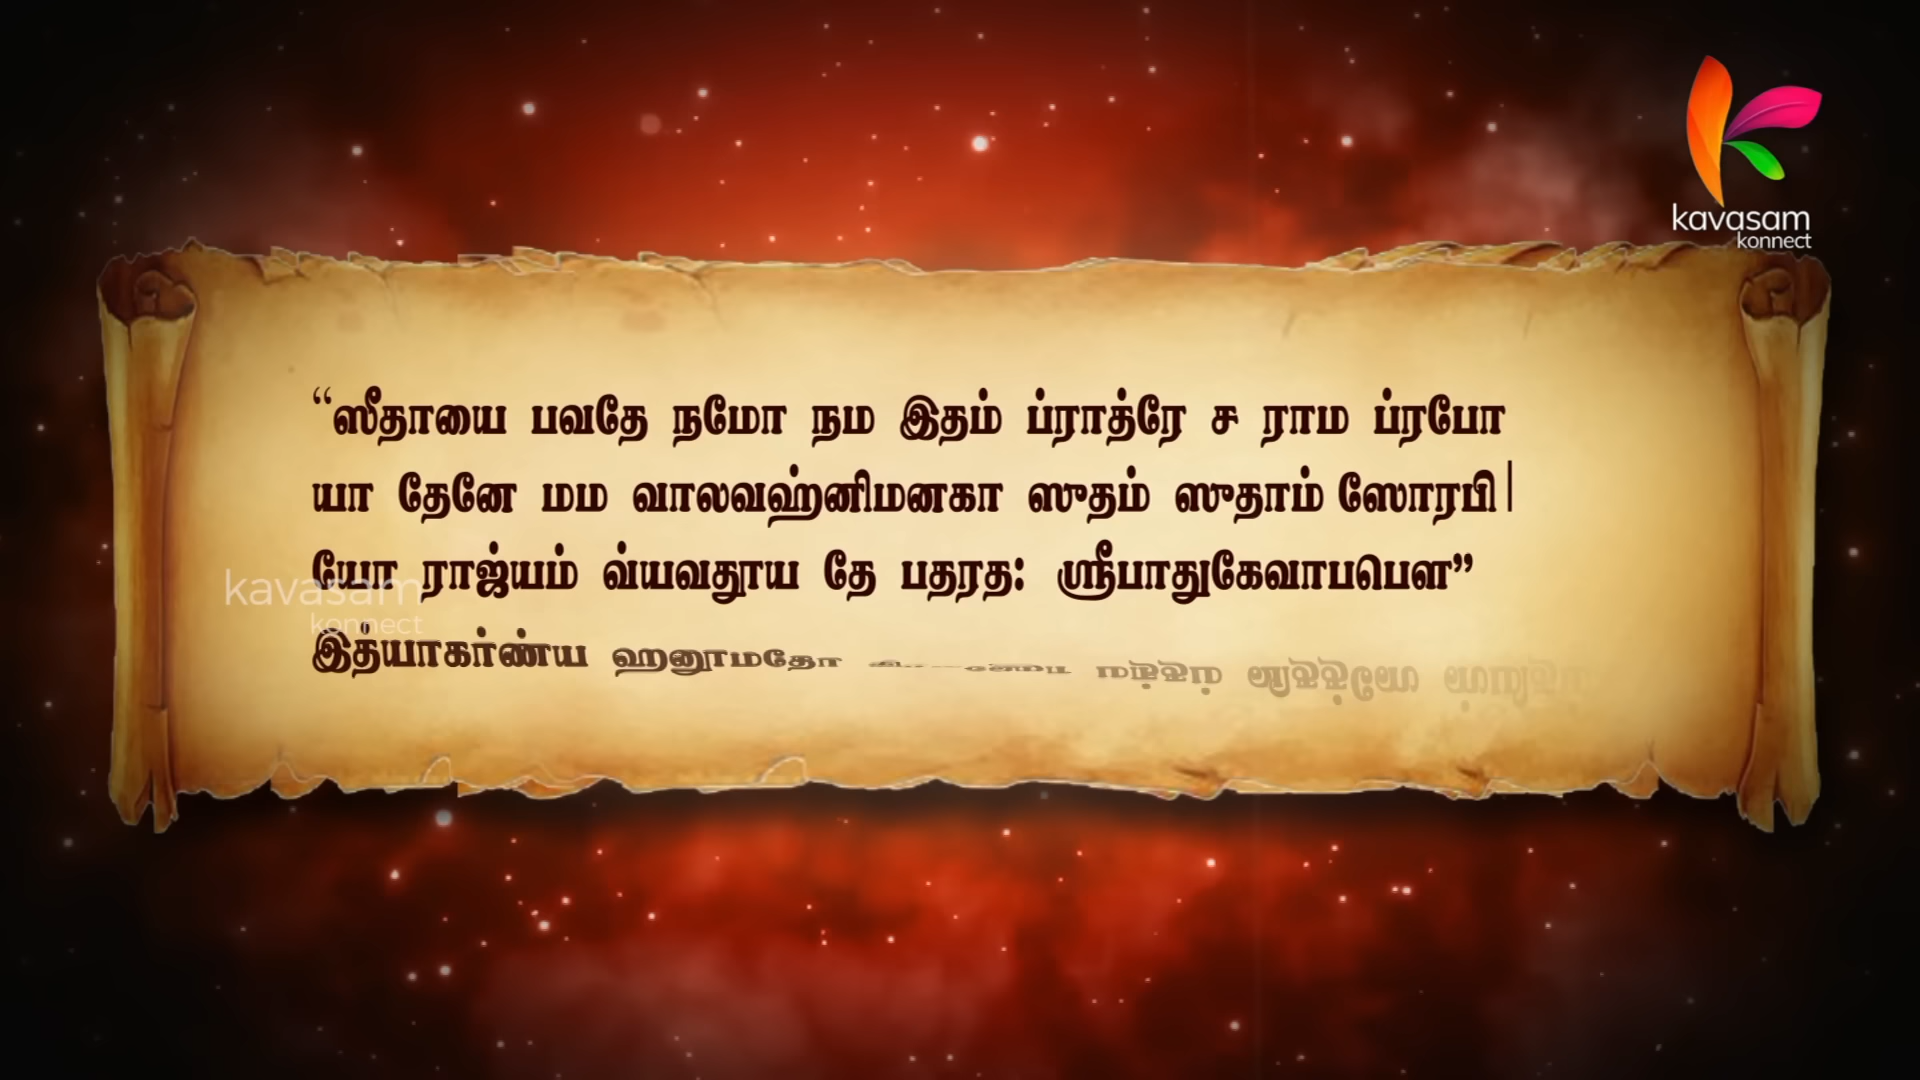 kavasam
konnect
“ஸீதாயை பவதே நமோ நம இதம் ப்ராத்ரே ச ராம ப்ரபோ
யா தேனே மம வாலவஹ்னிமனகா ஸுதம் ஸுதாம் ஸோரபி|
யோ ராஜ்யம் வ்யவதூய தே பதரத: ஸ்ரீபாதுகேவாபபௌ”
kavasam
konnect
இத்யாகர்ண்ய ஹனூமதோ